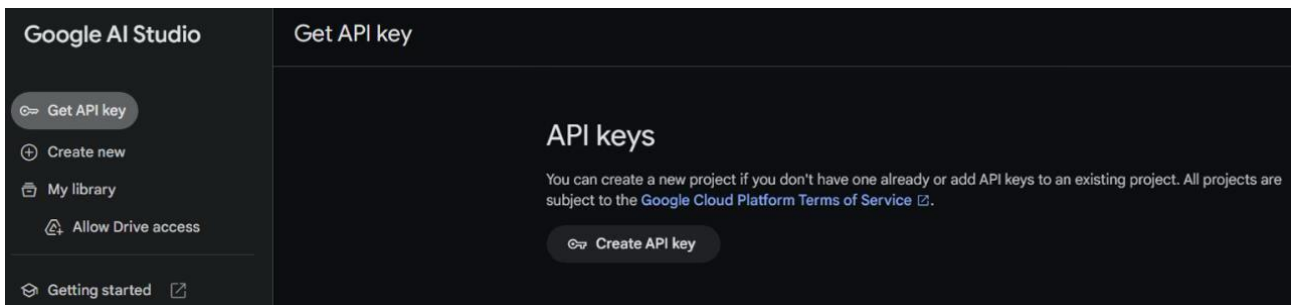 Google AI Studio
Get API key
Get API key
Create new
My library
Allow Drive access
Getting started
API keys
You can create a new project if you don't have one already or add API keys to an existing project. All projects are
subject to the Google Cloud Platform Terms of Service.
Create API key